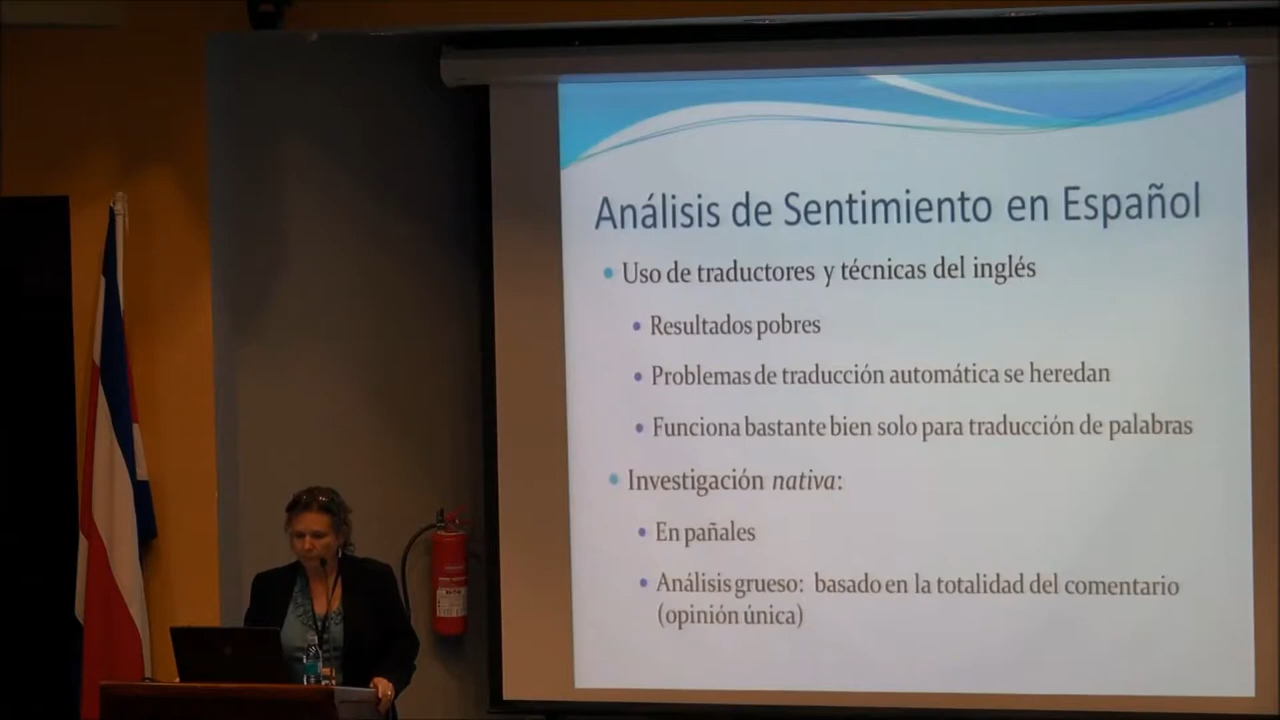 Análisis de Sentimiento en Español
Uso de traductores y técnicas del inglés
Resultados pobres
Problemas de traducción automática se heredan
Funciona bastante bien solo para traducción de palabras
Investigación nativa:
En pañales
Análisis grueso: basado en la totalidad del comentario
(opinión única)